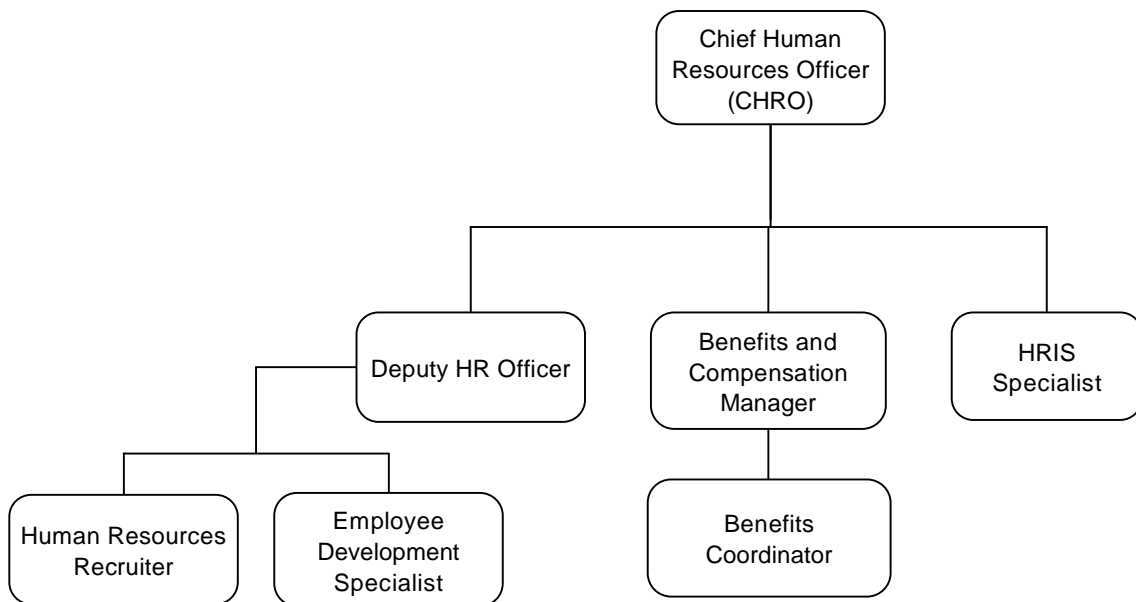 Chief Human
Resources Officer
(CHRO)
Deputy HR Officer
Benefits and
Compensation
Manager
HRIS
Specialist
Human Resources
Recruiter
Employee
Development
Specialist
Benefits
Coordinator